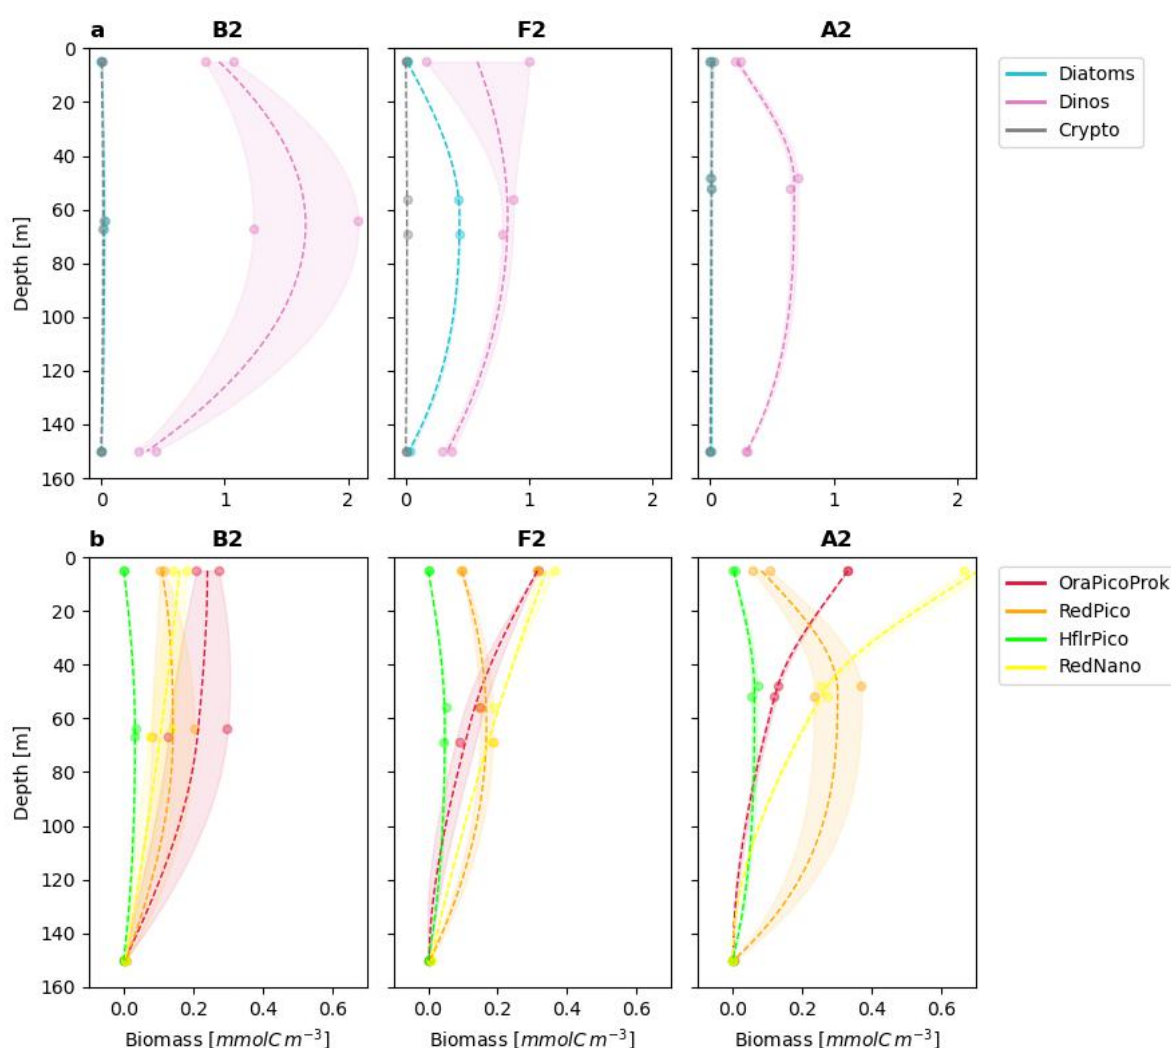 a B2 F2 A2
0
20
40
60
80
100
120
140
160
Depth [m]
0 1 2 0 1 2 0 1 2
Diatoms
Dinos
Crypto
b B2 F2 A2
0
20
40
60
80
100
120
140
160
Depth [m]
0.0 0.2 0.4 0.6 0.0 0.2 0.4 0.6 0.0 0.2 0.4 0.6
Biomass [mmolC m⁻³] Biomass [mmolC m⁻³] Biomass [mmolC m⁻³]
OraPicoProk
RedPico
HflrPico
RedNano